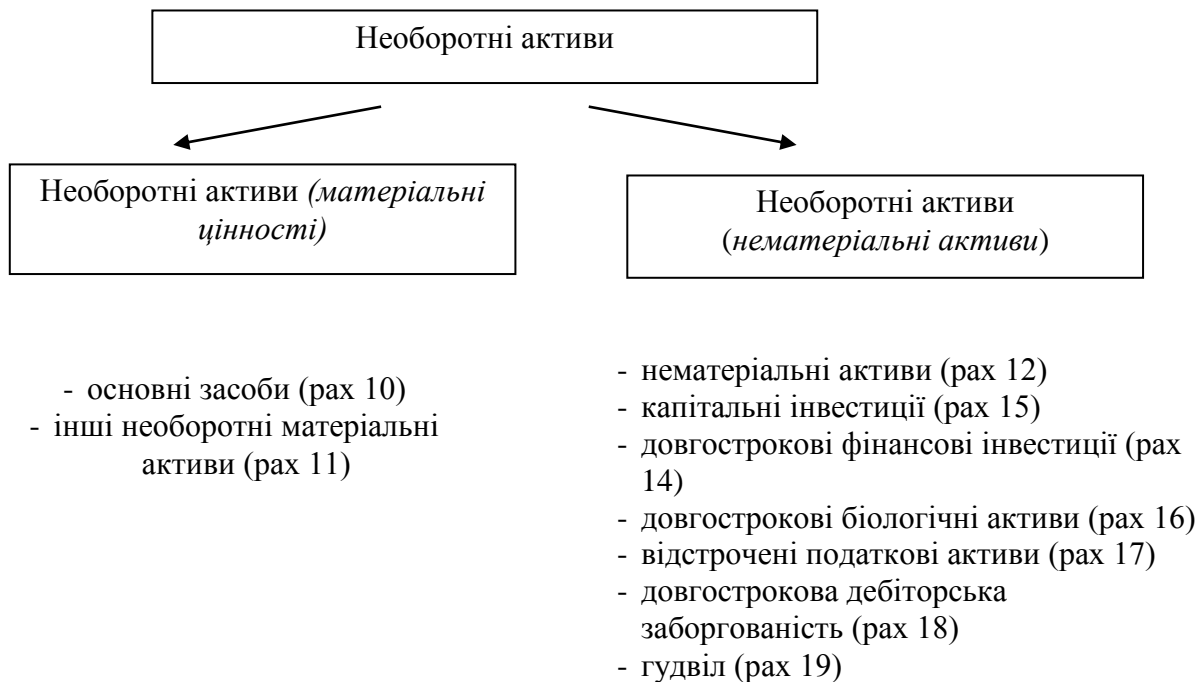 Необоротні активи
Необоротні активи (матеріальні
цінності)
Необоротні активи
(нематеріальні активи)
- основні засоби (рах 10)
- інші необоротні матеріальні
активи (рах 11)
- нематеріальні активи (рах 12)
- капітальні інвестиції (рах 15)
- довгострокові фінансові інвестиції (рах
14)
- довгострокові біологічні активи (рах 16)
- відстрочені податкові активи (рах 17)
- довгострокова дебіторська
заборгованість (рах 18)
- гудвіл (рах 19)